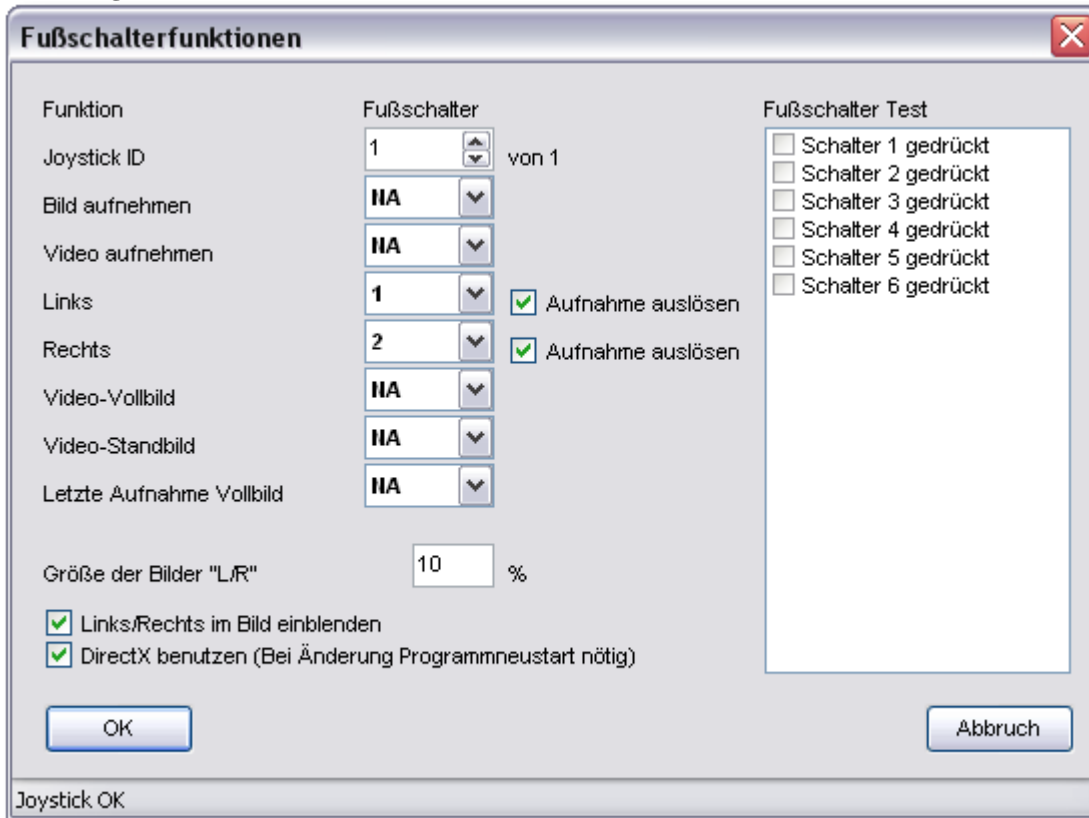 Fußschalterfunktionen
Funktion Fußschalter Fußschalter Test
Joystick ID 1 von 1
Bild aufnehmen NA
Video aufnehmen NA
Links 1 Aufnahme auslösen
Rechts 2 Aufnahme auslösen
Video-Vollbild NA
Video-Standbild NA
Letzte Aufnahme Vollbild NA
Größe der Bilder "L/R" 10 %
Links/Rechts im Bild einblenden
DirectX benutzen (Bei Änderung Programmneustart nötig)
Schalter 1 gedrückt
Schalter 2 gedrückt
Schalter 3 gedrückt
Schalter 4 gedrückt
Schalter 5 gedrückt
Schalter 6 gedrückt
OK Abbruch
Joystick OK